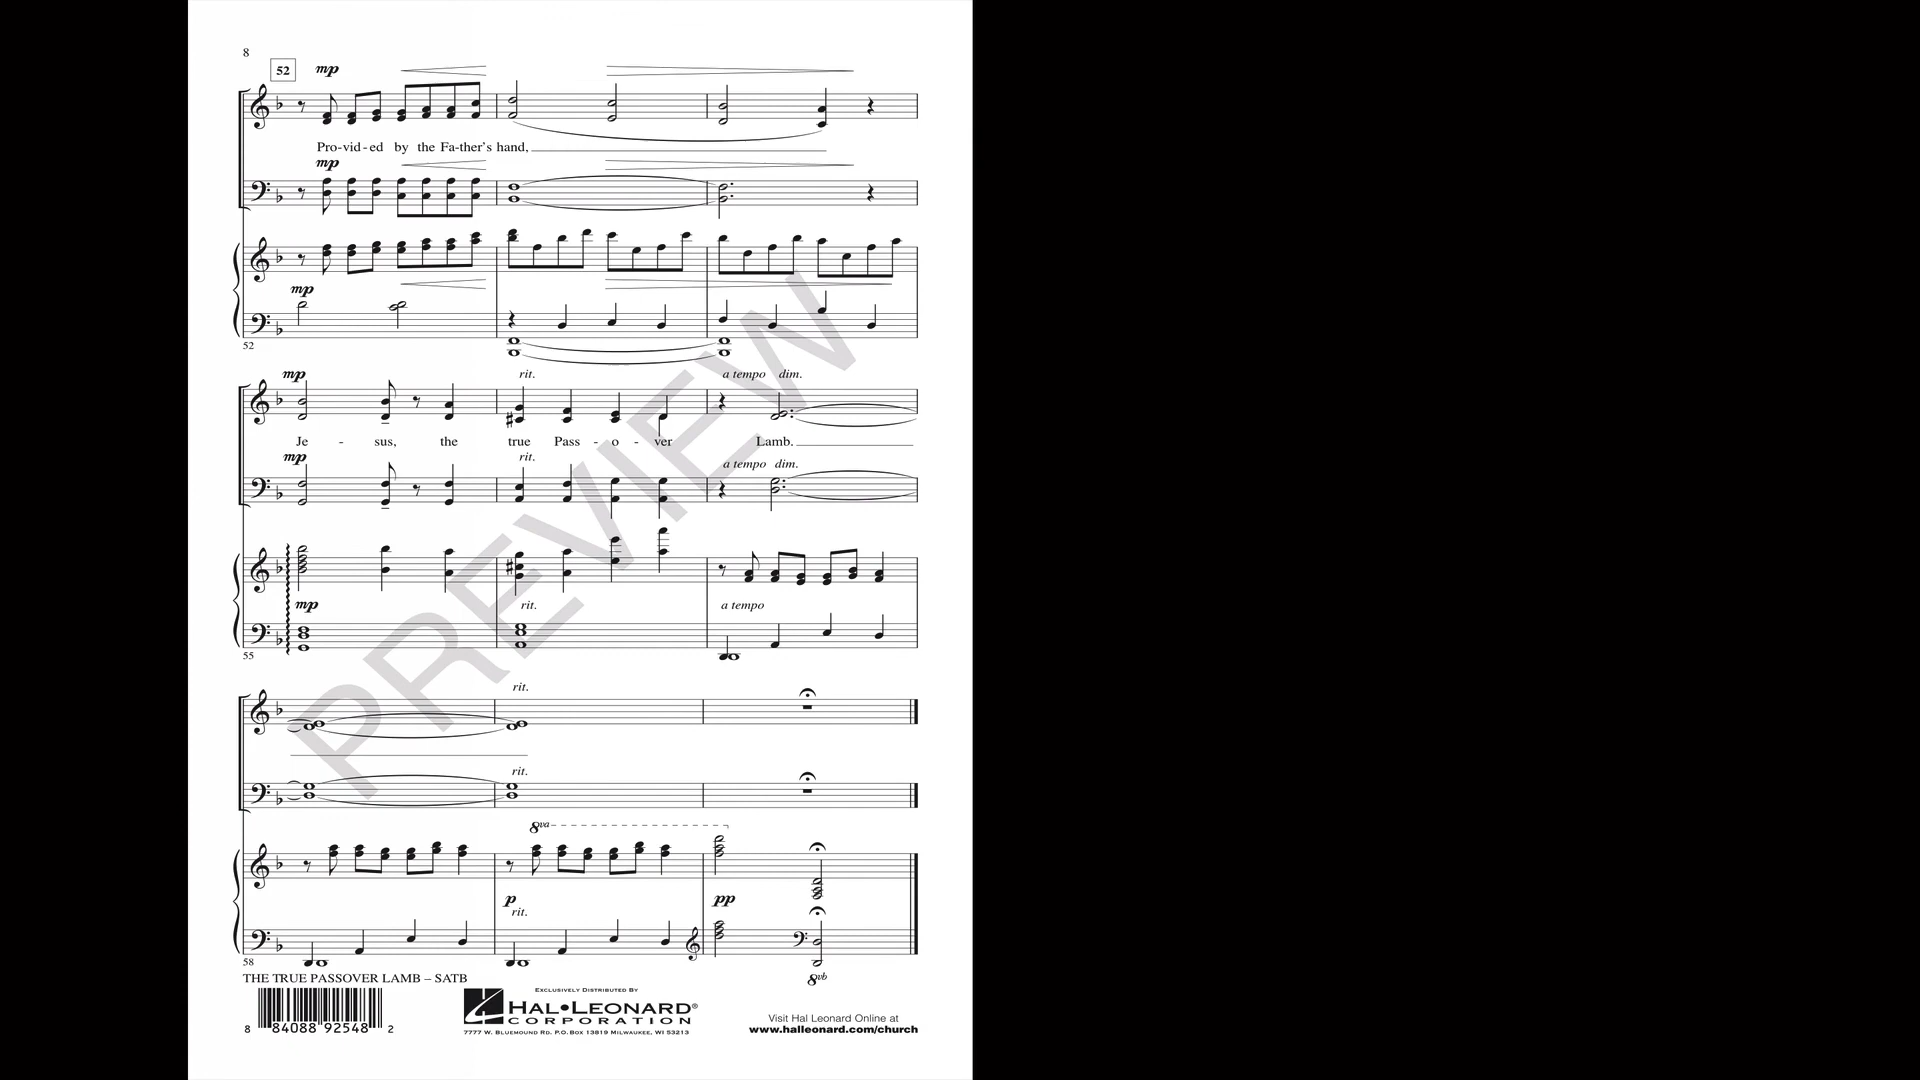 8
52
mp
Pro-vid-ed by the Fa-ther's hand,
mp
mp
52
mp rit. a tempo dim.
Je - sus, the true Pass - o - ver Lamb.
mp rit. a tempo dim.
mp rit. a tempo
55
rit.
rit.
8va
p pp
rit.
58
8vb
THE TRUE PASSOVER LAMB – SATB
8 84088 92548 2
EXCLUSIVELY DISTRIBUTED BY
HAL•LEONARD®
CORPORATION
7777 W. BLUEMOUND RD. P.O. BOX 13819 MILWAUKEE, WI 53213
Visit Hal Leonard Online at
www.halleonard.com/church
PREVIEW